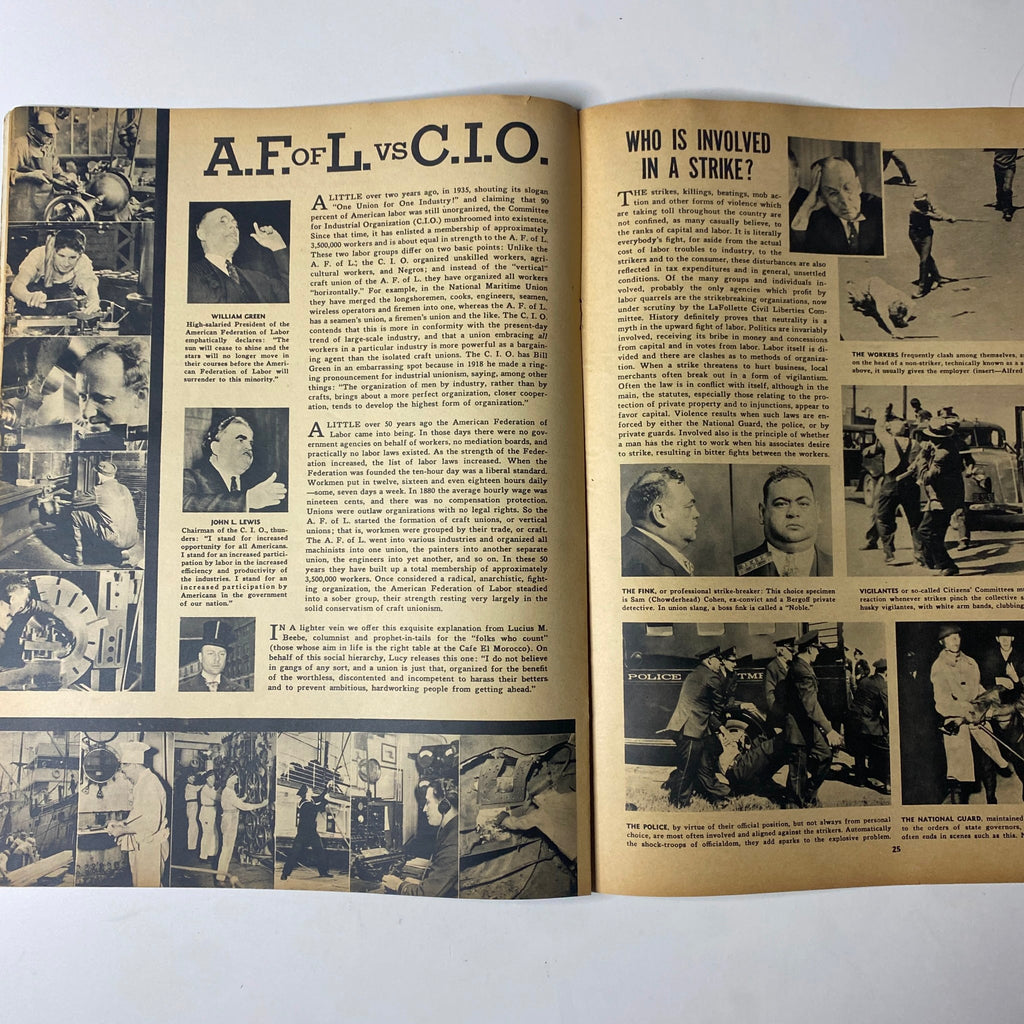 A.F. OF L. VS C.I.O.
WILLIAM GREEN
High-salaried President of the
American Federation of Labor
emphatically declares: "The
sun will cease to shine and the
stars will no longer move in
their courses before the Ameri-
can Federation of Labor will
surrender to this minority."
JOHN L. LEWIS
Chairman of the C. I. O., thun-
ders: "I stand for increased
opportunity for all Americans.
I stand for an increased partici-
pation by labor in the increased
efficiency and productivity of
the industries. I stand for an
increased participation by
Americans in the government
of our nation."
A LITTLE over two years ago, in 1935, shouting its slogan
"One Union for One Industry!" and claiming that 90
percent of American labor was still unorganized, the Committee
for Industrial Organization (C.I.O.) mushroomed into existence.
Since that time, it has enlisted a membership of approximately
3,500,000 workers and is about equal in strength to the A. F. of L.
These two labor groups differ on two basic points: Unlike the
A. F. of L.; the C. I. O. organized unskilled workers, agri-
cultural workers, and Negroes; and instead of the "vertical"
craft union of the A. F. of L. they have organized all workers
"horizontally." For example, in the National Maritime Union
they have merged the longshoremen, cooks, engineers, seamen,
wireless operators and firemen into one, whereas the A. F. of L.
has a seamen's union, a firemen's union and the like. The C. I. O.
contends that this is more in conformity with the present-day
trend of large-scale industry, and that a union embracing all
workers in a particular industry is more powerful as a bargain-
ing agent than the isolated craft unions. The C. I. O. has Bill
Green in an embarrassing spot because in 1918 he made a ring-
ing pronouncement for industrial unionism, saying, among other
things: "The organization of men by industry, rather than by
crafts, brings about a more perfect organization, closer cooper-
ation, tends to develop the highest form of organization."
A LITTLE over 50 years ago the American Federation of
Labor came into being. In those days there were no gov-
ernment agencies on behalf of workers, no mediation boards, and
practically no labor laws existed. As the strength of the Feder-
ation increased, the list of labor laws increased. When the
Federation was founded the ten-hour day was a liberal standard.
Workmen put in twelve, sixteen and even eighteen hours daily
—some, seven days a week. In 1880 the average hourly wage was
nineteen cents, and there was no compensation protection.
Unions were outlaw organizations with no legal rights. So the
A. F. of L. started the formation of craft unions, or vertical
unions; that is, workmen were grouped by their trade, or craft.
The A. F. of L. went into various industries and organized all
machinists into one union, the painters into another separate
union, the engineers into yet another, and so on. In these 50
years they have built up a total membership of approximately
3,500,000 workers. Once considered a radical, anarchistic, fight-
ing organization, the American Federation of Labor steadied
into a sober group, their strength resting very largely in the
solid conservatism of craft unionism.
IN A lighter vein we offer this exquisite explanation from Lucius M.
Beebe, columnist and prophet-in-tails for the "folks who count"
(those whose aim in life is the right table at the Cafe El Morocco). On
behalf of this social hierarchy, Lucy releases this one: "I do not believe
in gangs of any sort, and a union is just that, organized for the benefit
of the worthless, discontented and incompetent to harass their betters
and to prevent ambitious, hardworking people from getting ahead."
WHO IS INVOLVED
IN A STRIKE?
THE strikes, killings, beatings, mob ac-
tion and other forms of violence which
are taking toll throughout the country are
not confined, as many casually believe, to
the ranks of capital and labor. It is literally
everybody's fight, for aside from the actual
cost of labor troubles to industry, to the
strikers and to the consumer, these disturbances are also
reflected in tax expenditures and in general, unsettled
conditions. Of the many groups and individuals in-
volved, probably the only agencies which profit by
labor quarrels are the strikebreaking organizations, now
under scrutiny by the LaFollette Civil Liberties Com-
mittee. History definitely proves that neutrality is a
myth in the upward fight of labor. Politics are invariably
involved, receiving its bribe in money and concessions
from capital and in votes from labor. Labor itself is di-
vided and there are clashes as to methods of organiza-
tion. When a strike threatens to hurt business, local
merchants often break out in a form of vigilantism.
Often the law is in conflict with itself, although in the
main, the statutes, especially those relating to the pro-
tection of private property and to injunctions, appear to
favor capital. Violence results when such laws are en-
forced by either the National Guard, the police, or by
private guards. Involved also is the principle of whether
a man has the right to work when his associates desire
to strike, resulting in bitter fights between the workers.
THE WORKERS frequently clash among themselves, a
on the head of a non-striker, technically known as a s
above, it usually gives the employer (insert—Alfred
THE FINK, or professional strike-breaker: This choice specimen
is Sam (Chowderhead) Cohen, ex-convict and a Bergoff private
detective. In union slang, a boss fink is called a "Noble."
VIGILANTES or so-called Citizens' Committees m
reaction whenever strikes pinch the collective
husky vigilantes, with white arm bands, clubbing
POLICE
THE POLICE, by virtue of their official position, but not always from personal
choice, are most often involved and aligned against the strikers. Automatically
the shock-troops of officialdom, they add sparks to the explosive problem.
THE NATIONAL GUARD, maintained
to the orders of state governors,
often ends in scenes such as this.
25